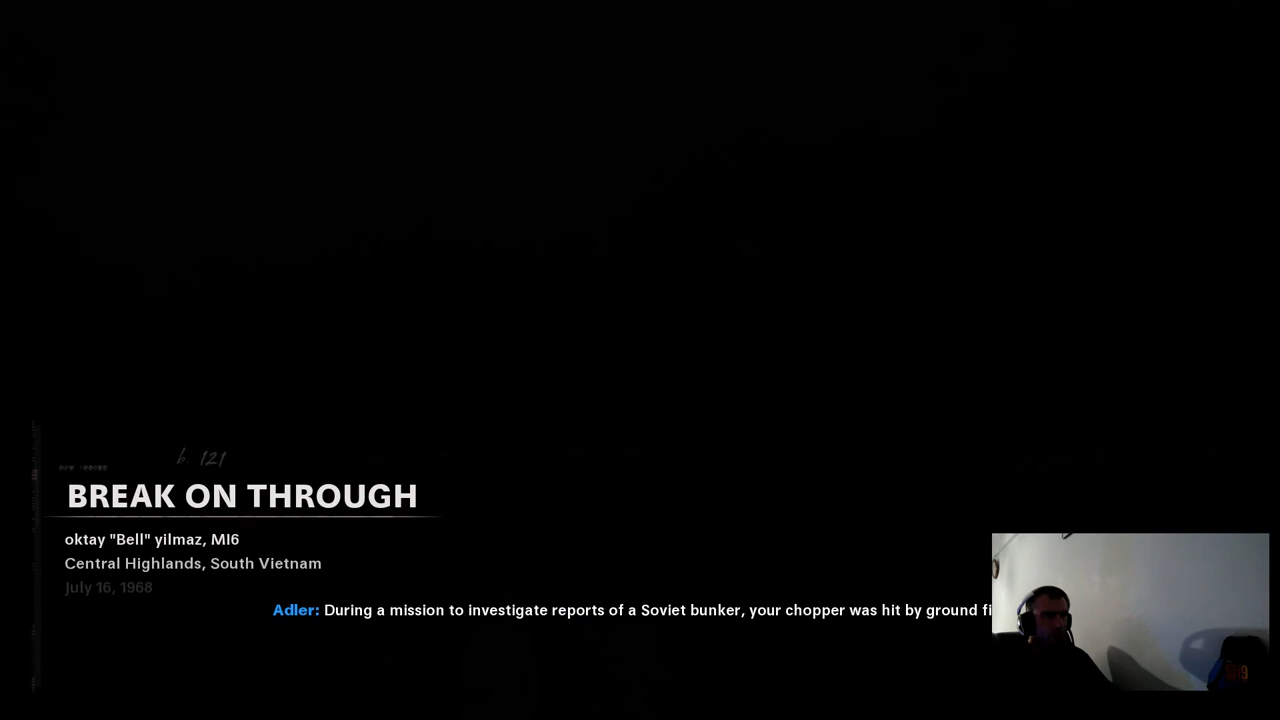 b. 121
BREAK ON THROUGH
oktay "Bell" yilmaz, MI6
Central Highlands, South Vietnam
July 16, 1968
Adler: During a mission to investigate reports of a Soviet bunker, your chopper was hit by ground fi